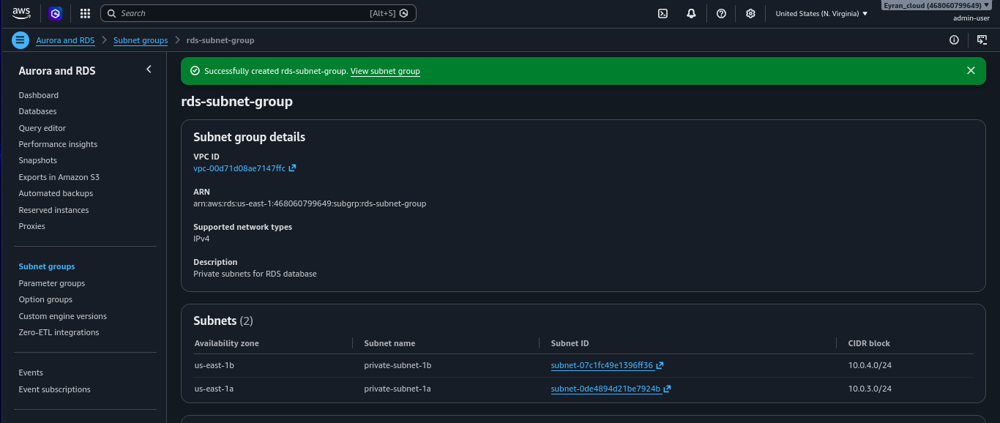 aws
Search [Alt+S]
United States (N. Virginia)
Eyran_cloud (468060799649)
admin-user
Aurora and RDS Subnet groups rds-subnet-group
Aurora and RDS
Dashboard
Databases
Query editor
Performance insights
Snapshots
Exports in Amazon S3
Automated backups
Reserved instances
Proxies
Subnet groups
Parameter groups
Option groups
Custom engine versions
Zero-ETL integrations
Events
Event subscriptions
Successfully created rds-subnet-group. View subnet group
rds-subnet-group
Subnet group details
VPC ID
vpc-00d71d08ae7147ffc
ARN
arn:aws:rds:us-east-1:468060799649:subgrp:rds-subnet-group
Supported network types
IPv4
Description
Private subnets for RDS database
Subnets (2)
Availability zone Subnet name Subnet ID CIDR block
us-east-1b private-subnet-1b subnet-07c1fc49e1396ff36 10.0.4.0/24
us-east-1a private-subnet-1a subnet-0de4894d21be7924b 10.0.3.0/24